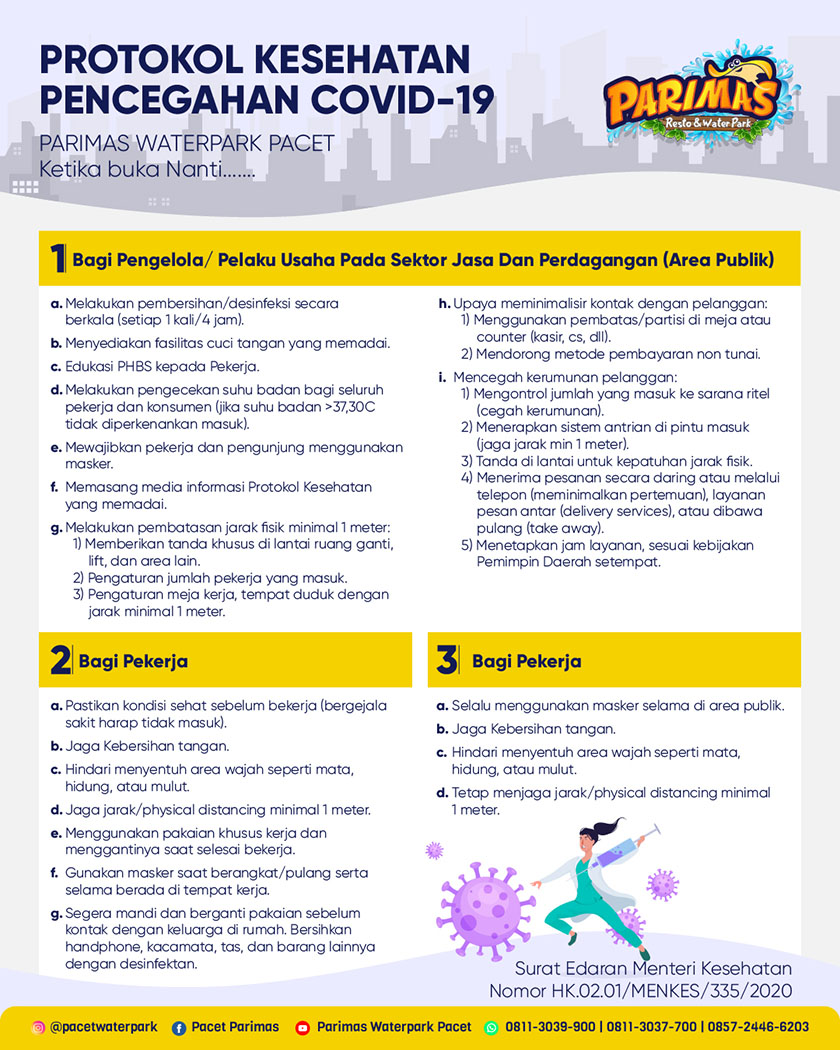 PROTOKOL KESEHATAN
PENCEGAHAN COVID-19
PARIMAS WATERPARK PACET
Ketika buka Nanti.......
PARIMAS
Resto & Water Park
1 Bagi Pengelola/ Pelaku Usaha Pada Sektor Jasa Dan Perdagangan (Area Publik)
a. Melakukan pembersihan/desinfeksi secara
berkala (setiap 1 kali/4 jam).
b. Menyediakan fasilitas cuci tangan yang memadai.
c. Edukasi PHBS kepada Pekerja.
d. Melakukan pengecekan suhu badan bagi seluruh
pekerja dan konsumen (jika suhu badan >37,30C
tidak diperkenankan masuk).
e. Mewajibkan pekerja dan pengunjung menggunakan
masker.
f. Memasang media informasi Protokol Kesehatan
yang memadai.
g. Melakukan pembatasan jarak fisik minimal 1 meter:
1) Memberikan tanda khusus di lantai ruang ganti,
lift, dan area lain.
2) Pengaturan jumlah pekerja yang masuk.
3) Pengaturan meja kerja, tempat duduk dengan
jarak minimal 1 meter.
h. Upaya meminimalisir kontak dengan pelanggan:
1) Menggunakan pembatas/partisi di meja atau
counter (kasir, cs, dll).
2) Mendorong metode pembayaran non tunai.
i. Mencegah kerumunan pelanggan:
1) Mengontrol jumlah yang masuk ke sarana ritel
(cegah kerumunan).
2) Menerapkan sistem antrian di pintu masuk
(jaga jarak min 1 meter).
3) Tanda di lantai untuk kepatuhan jarak fisik.
4) Menerima pesanan secara daring atau melalui
telepon (meminimalkan pertemuan), layanan
pesan antar (delivery services), atau dibawa
pulang (take away).
5) Menetapkan jam layanan, sesuai kebijakan
Pemimpin Daerah setempat.
2 Bagi Pekerja
a. Pastikan kondisi sehat sebelum bekerja (bergejala
sakit harap tidak masuk).
b. Jaga Kebersihan tangan.
c. Hindari menyentuh area wajah seperti mata,
hidung, atau mulut.
d. Jaga jarak/physical distancing minimal 1 meter.
e. Menggunakan pakaian khusus kerja dan
menggantinya saat selesai bekerja.
f. Gunakan masker saat berangkat/pulang serta
selama berada di tempat kerja.
g. Segera mandi dan berganti pakaian sebelum
kontak dengan keluarga di rumah. Bersihkan
handphone, kacamata, tas, dan barang lainnya
dengan desinfektan.
3 Bagi Pekerja
a. Selalu menggunakan masker selama di area publik.
b. Jaga Kebersihan tangan.
c. Hindari menyentuh area wajah seperti mata,
hidung, atau mulut.
d. Tetap menjaga jarak/physical distancing minimal
1 meter.
Surat Edaran Menteri Kesehatan
Nomor HK.02.01/MENKES/335/2020
@pacetwaterpark Pacet Parimas Parimas Waterpark Pacet 0811-3039-900 | 0811-3037-700 | 0857-2446-6203